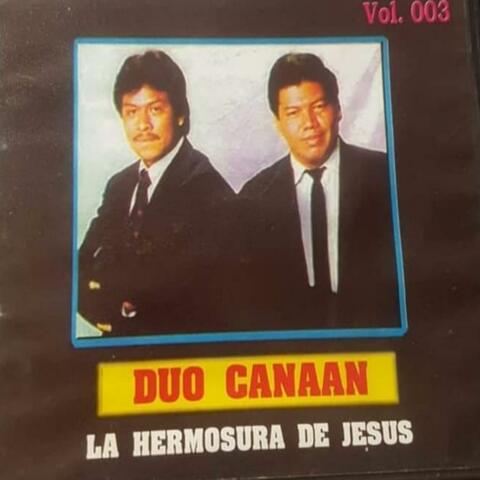 Vol. 003
DUO CANAAN
LA HERMOSURA DE JESUS